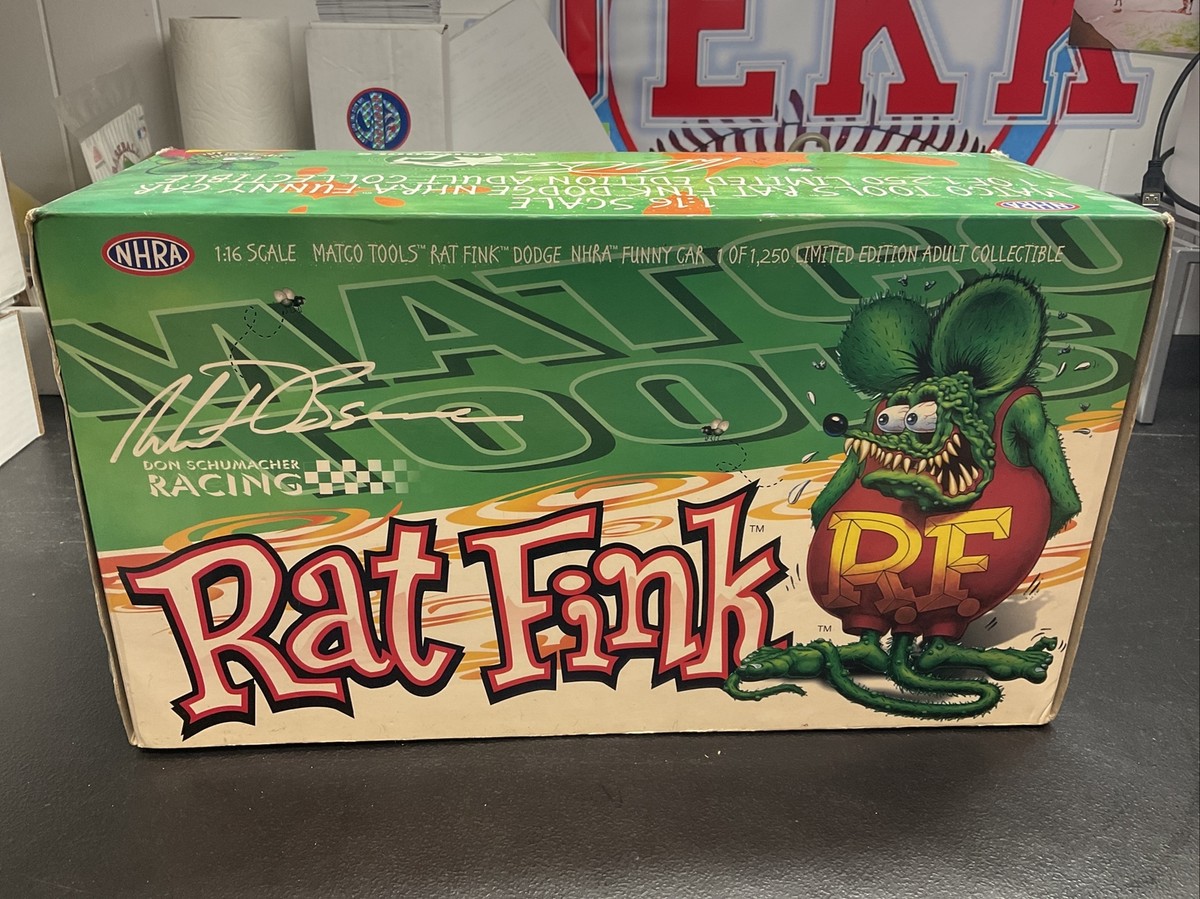 ERA
1:16 SCALE
MATCO TOOLS RAT FINK DODGE NHRA FUNNY CAR
1 OF 1,250 LIMITED EDITION ADULT COLLECTIBLE
NHRA 1:16 SCALE MATCO TOOLS™ RAT FINK™ DODGE NHRA™ FUNNY CAR 1 OF 1,250 LIMITED EDITION ADULT COLLECTIBLE
MATCO
TOOLS
DON SCHUMACHER
RACING
Rat Fink™
R.F.
TM